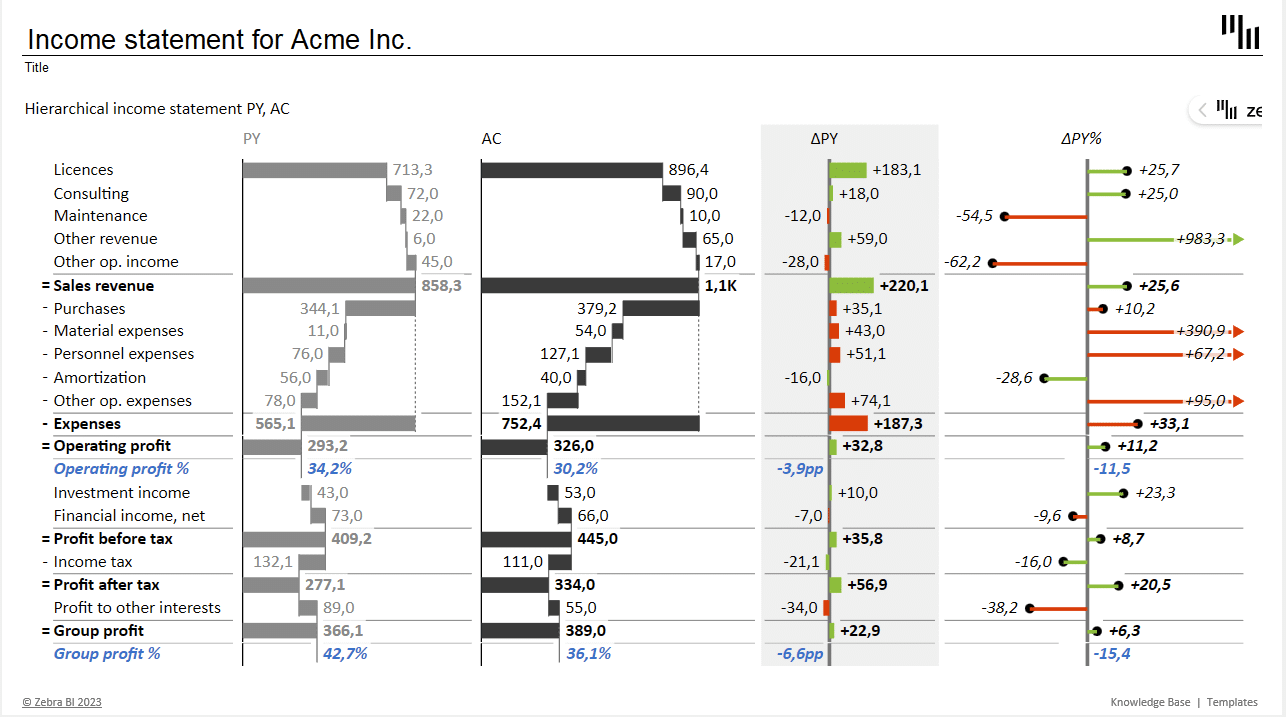 Income statement for Acme Inc.
Title
Hierarchical income statement PY, AC
ze
PY AC ΔPY ΔPY%
Licences 713,3 896,4 +183,1 +25,7
Consulting 72,0 90,0 +18,0 +25,0
Maintenance 22,0 10,0 -12,0 -54,5
Other revenue 6,0 65,0 +59,0 +983,3
Other op. income 45,0 17,0 -28,0 -62,2
= Sales revenue 858,3 1,1K +220,1 +25,6
- Purchases 344,1 379,2 +35,1 +10,2
- Material expenses 11,0 54,0 +43,0 +390,9
- Personnel expenses 76,0 127,1 +51,1 +67,2
- Amortization 56,0 40,0 -16,0 -28,6
- Other op. expenses 78,0 152,1 +74,1 +95,0
- Expenses 565,1 752,4 +187,3 +33,1
= Operating profit 293,2 326,0 +32,8 +11,2
Operating profit % 34,2% 30,2% -3,9pp -11,5
Investment income 43,0 53,0 +10,0 +23,3
Financial income, net 73,0 66,0 -7,0 -9,6
= Profit before tax 409,2 445,0 +35,8 +8,7
- Income tax 132,1 111,0 -21,1 -16,0
= Profit after tax 277,1 334,0 +56,9 +20,5
Profit to other interests 89,0 55,0 -34,0 -38,2
= Group profit 366,1 389,0 +22,9 +6,3
Group profit % 42,7% 36,1% -6,6pp -15,4
© Zebra BI 2023 Knowledge Base | Templates